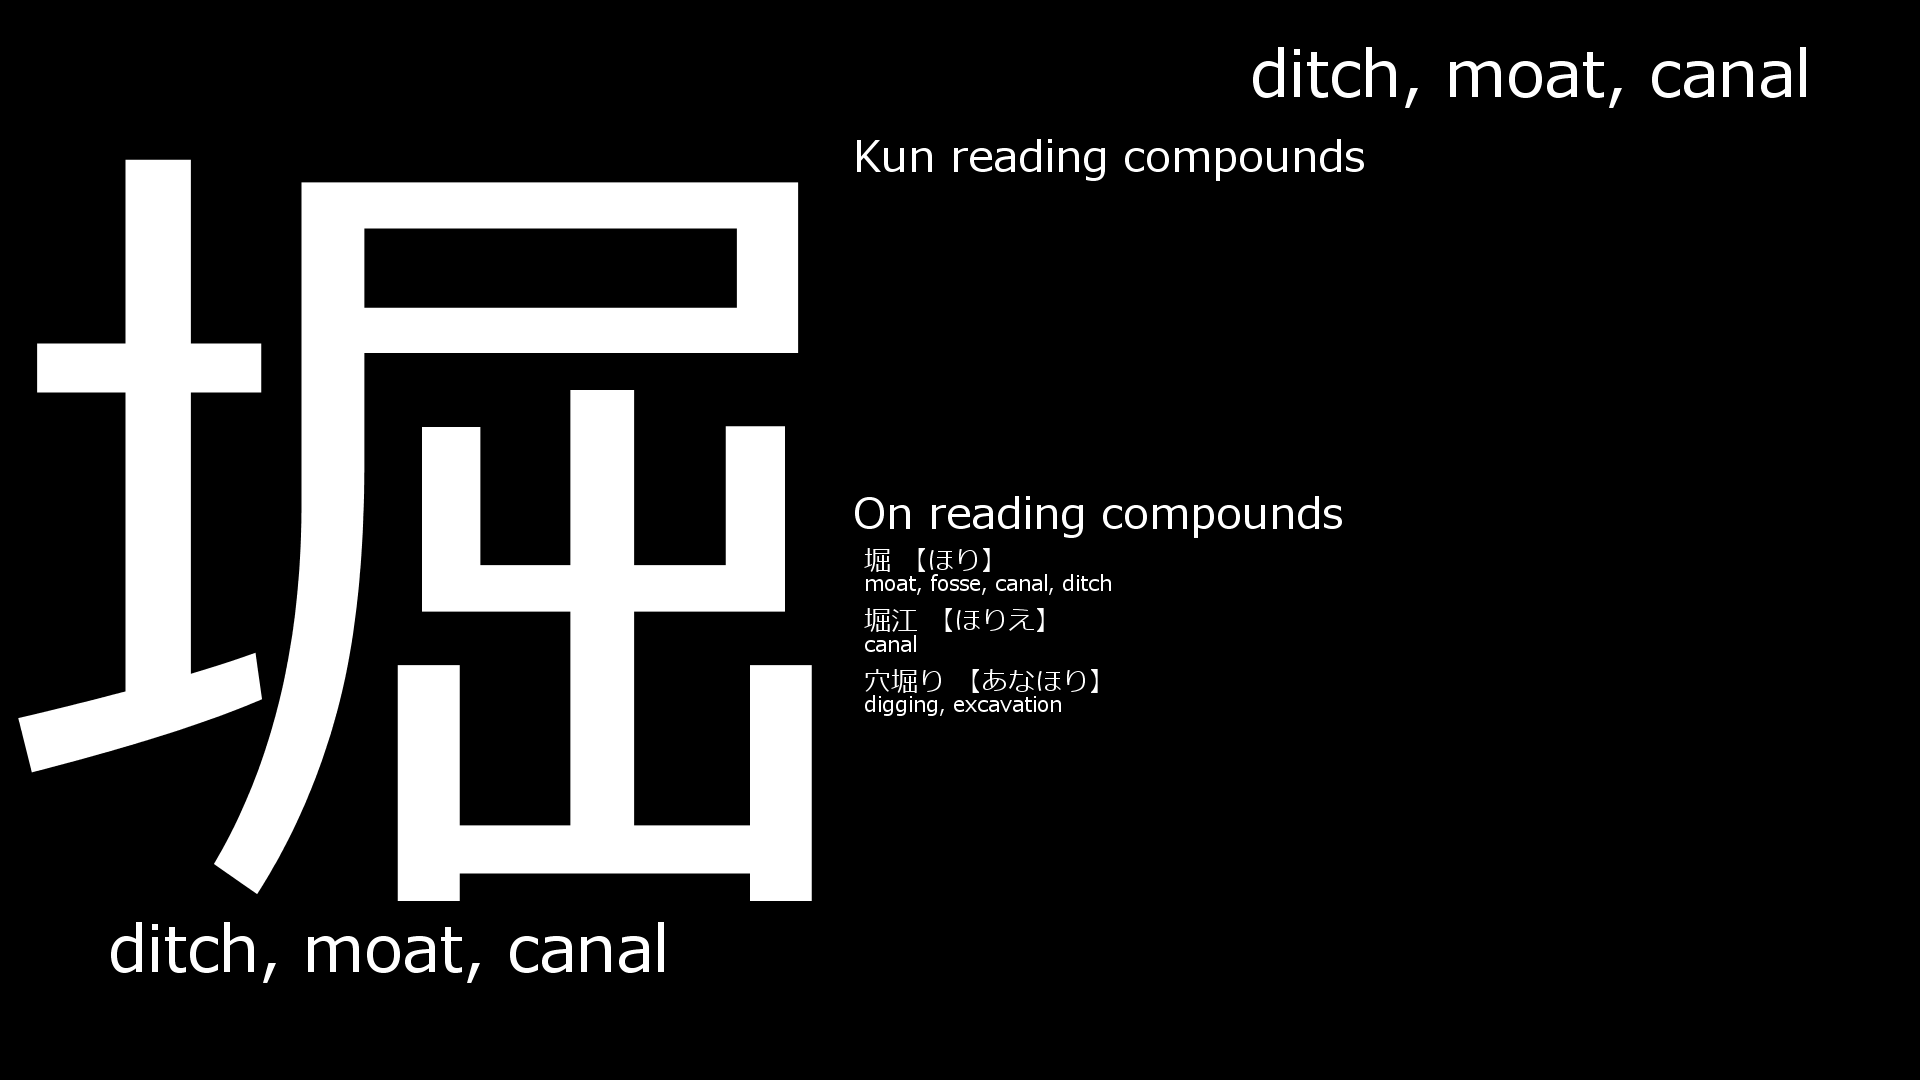 堀
ditch, moat, canal
ditch, moat, canal
Kun reading compounds
On reading compounds
堀 【ほり】
moat, fosse, canal, ditch
堀江 【ほりえ】
canal
穴堀り 【あなほり】
digging, excavation